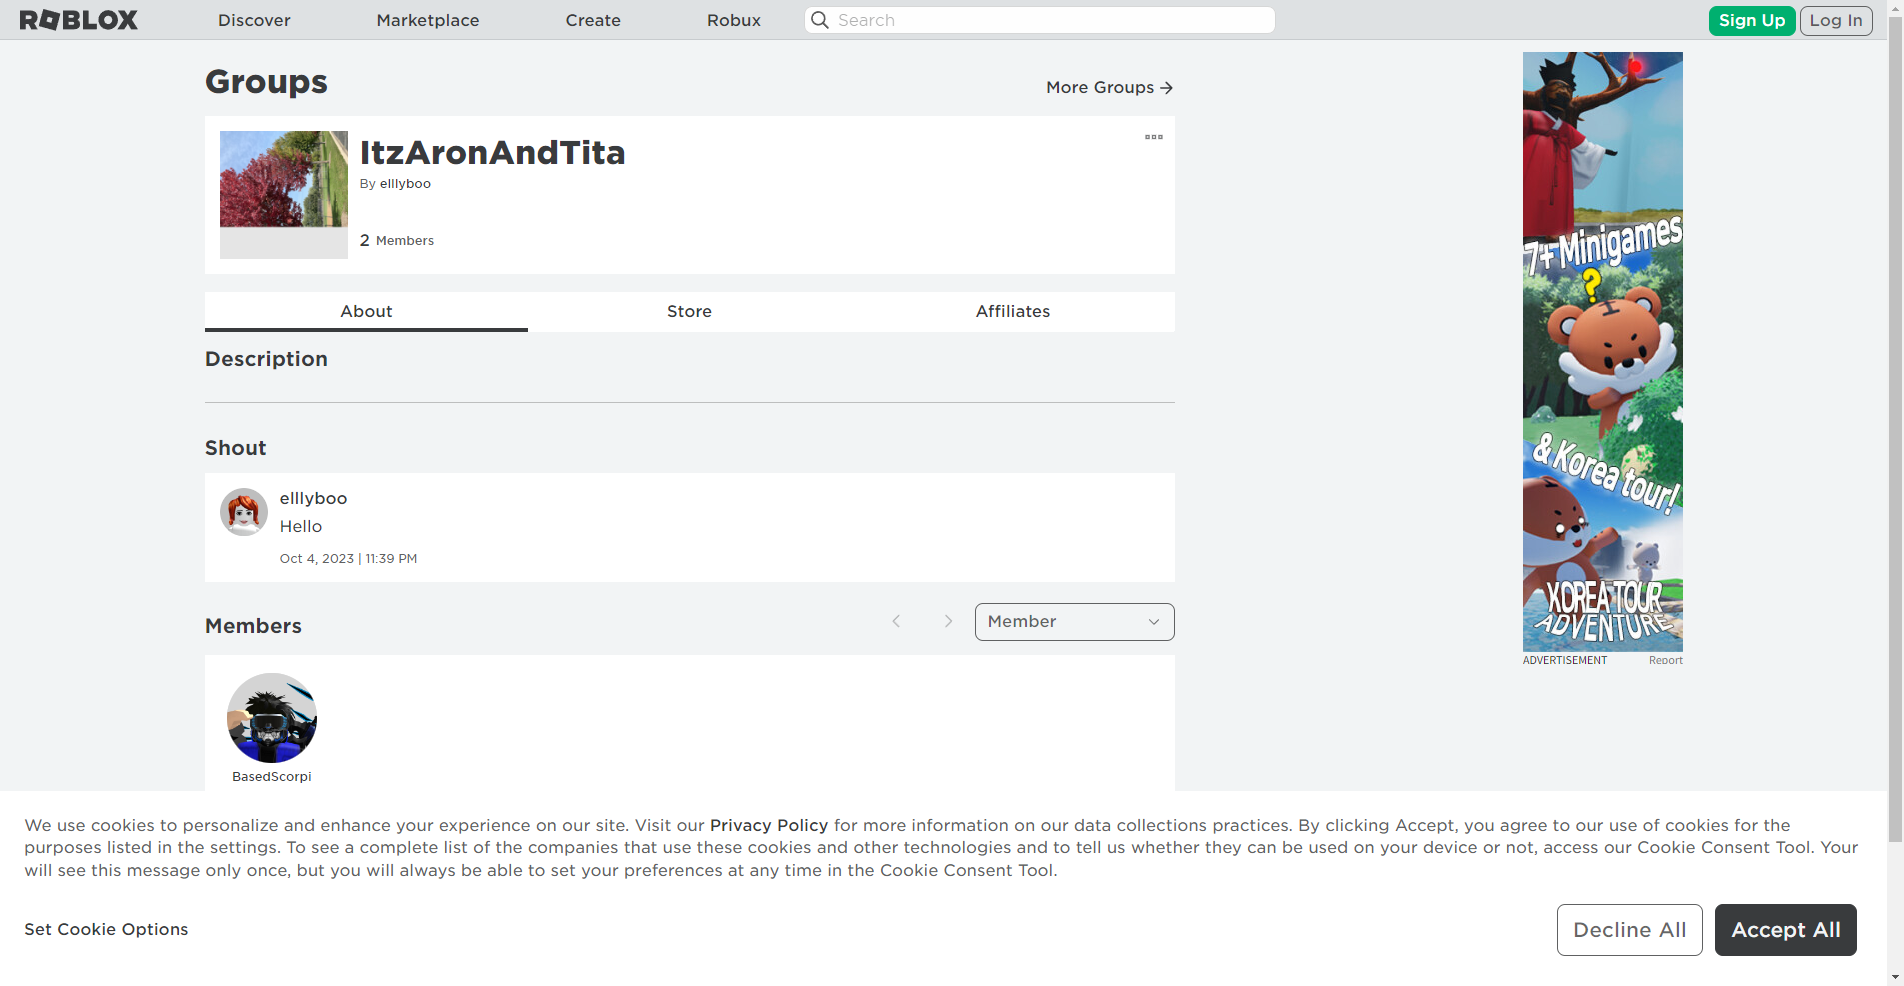 ROBLOX
Discover
Marketplace
Create
Robux
Search
Sign Up
Log In
Groups
More Groups
ItzAronAndTita
By elllyboo
2 Members
About
Store
Affiliates
Description
Shout
elllyboo
Hello
Oct 4, 2023 | 11:39 PM
Members
Member
BasedScorpi
7+ Minigames
?
& Korea tour!
KOREA TOUR
ADVENTURE
ADVERTISEMENT
Report
We use cookies to personalize and enhance your experience on our site. Visit our Privacy Policy for more information on our data collections practices. By clicking Accept, you agree to our use of cookies for the
purposes listed in the settings. To see a complete list of the companies that use these cookies and other technologies and to tell us whether they can be used on your device or not, access our Cookie Consent Tool. Your
will see this message only once, but you will always be able to set your preferences at any time in the Cookie Consent Tool.
Set Cookie Options
Decline All
Accept All